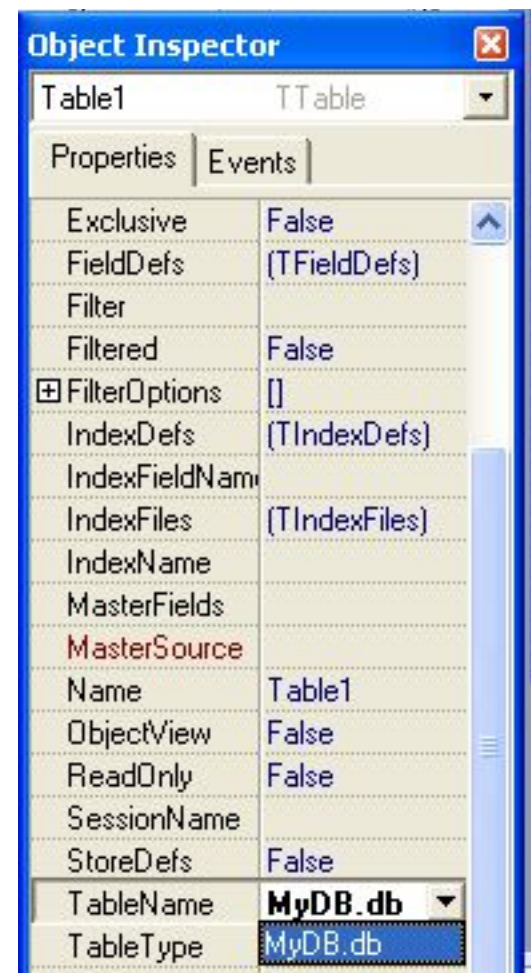 Object Inspector
Table1 TTable
Properties Events
Exclusive False
FieldDefs (TFieldDefs)
Filter
Filtered False
FilterOptions []
IndexDefs (TIndexDefs)
IndexFieldNam
IndexFiles (TIndexFiles)
IndexName
MasterFields
MasterSource
Name Table1
ObjectView False
ReadOnly False
SessionName
StoreDefs False
TableName MyDB.db
TableType MyDB.db